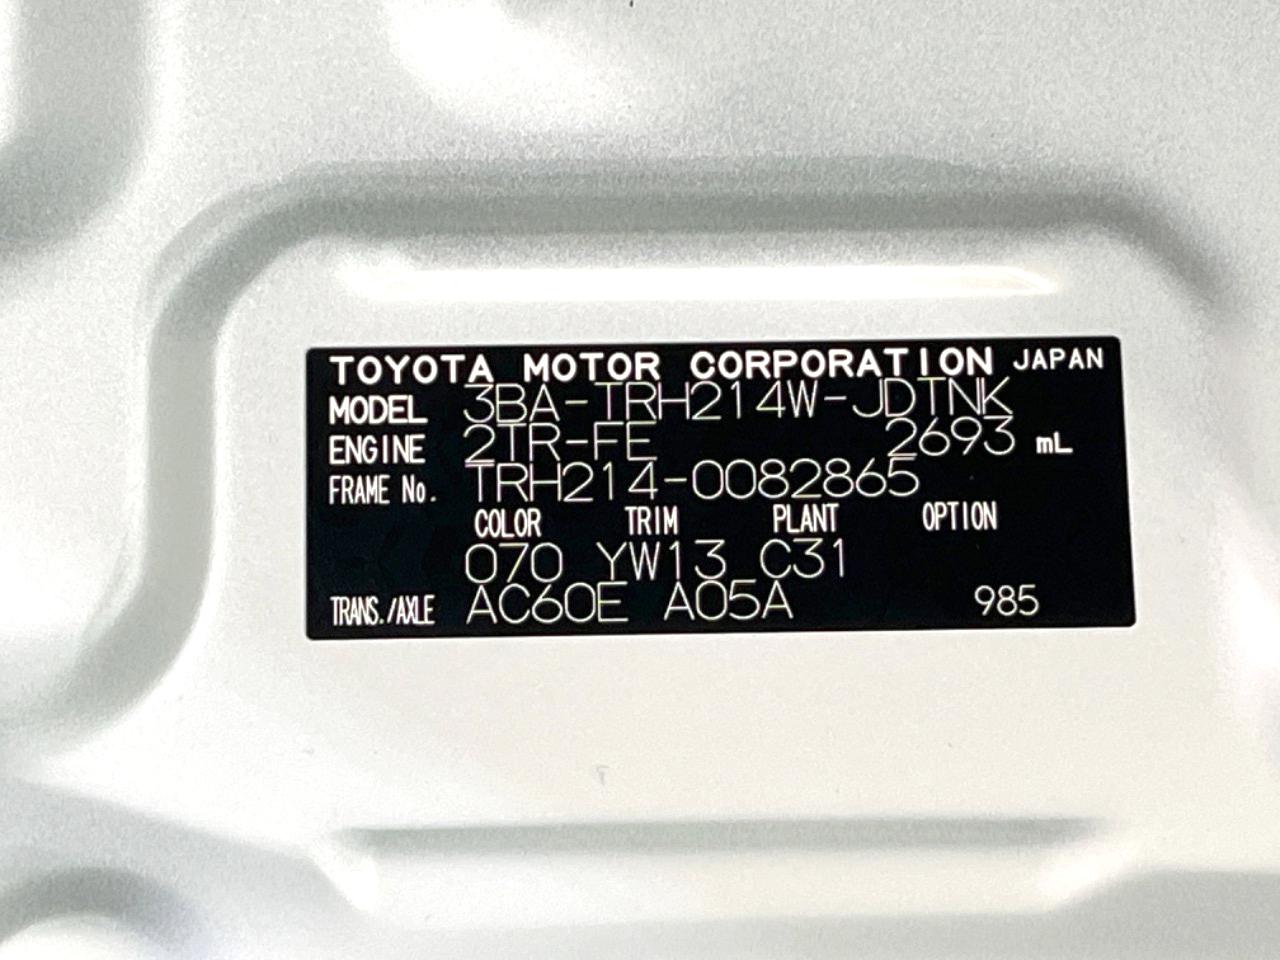 TOYOTA MOTOR CORPORATION JAPAN
MODEL 3BA-TRH214W-JDTNK
ENGINE 2TR-FE 2693 mL
FRAME No. TRH214-0082865
COLOR TRIM PLANT OPTION
070 YW13 C31
TRANS./AXLE AC60E A05A 985